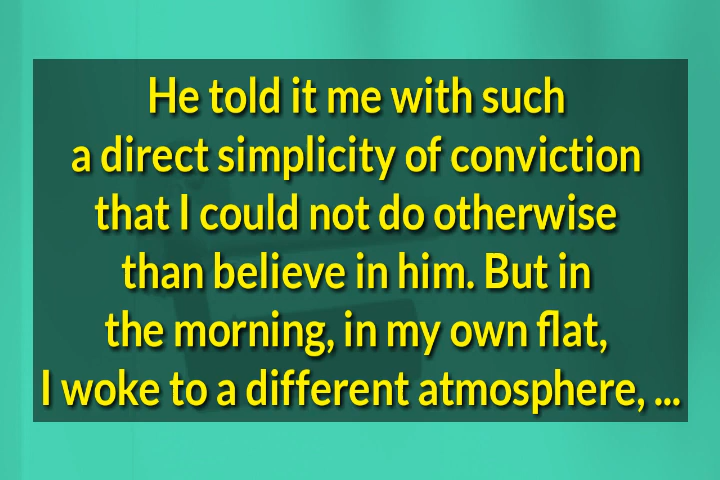 He told it me with such
a direct simplicity of conviction
that I could not do otherwise
than believe in him. But in
the morning, in my own flat,
I woke to a different atmosphere, ...